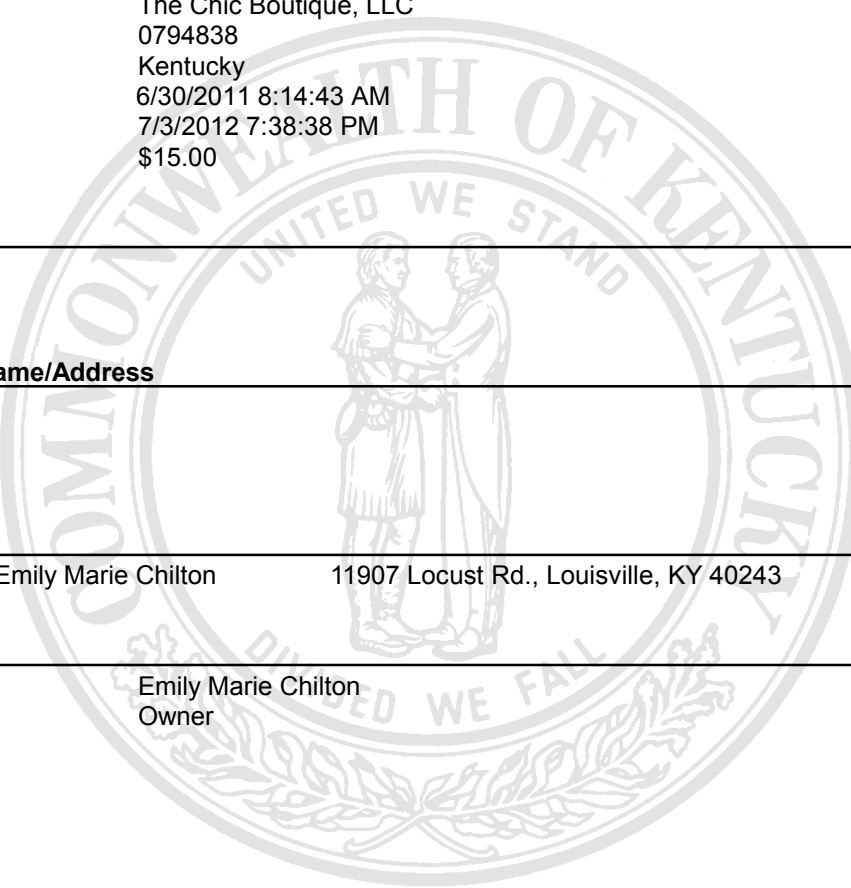 The Chic Boutique, LLC
0794838
Kentucky
6/30/2011 8:14:43 AM
7/3/2012 7:38:38 PM
$15.00
ame/Address
Emily Marie Chilton 11907 Locust Rd., Louisville, KY 40243
Emily Marie Chilton
Owner
COMMONWEALTH OF KENTUCKY
UNITED WE STAND
DIVIDED WE FALL